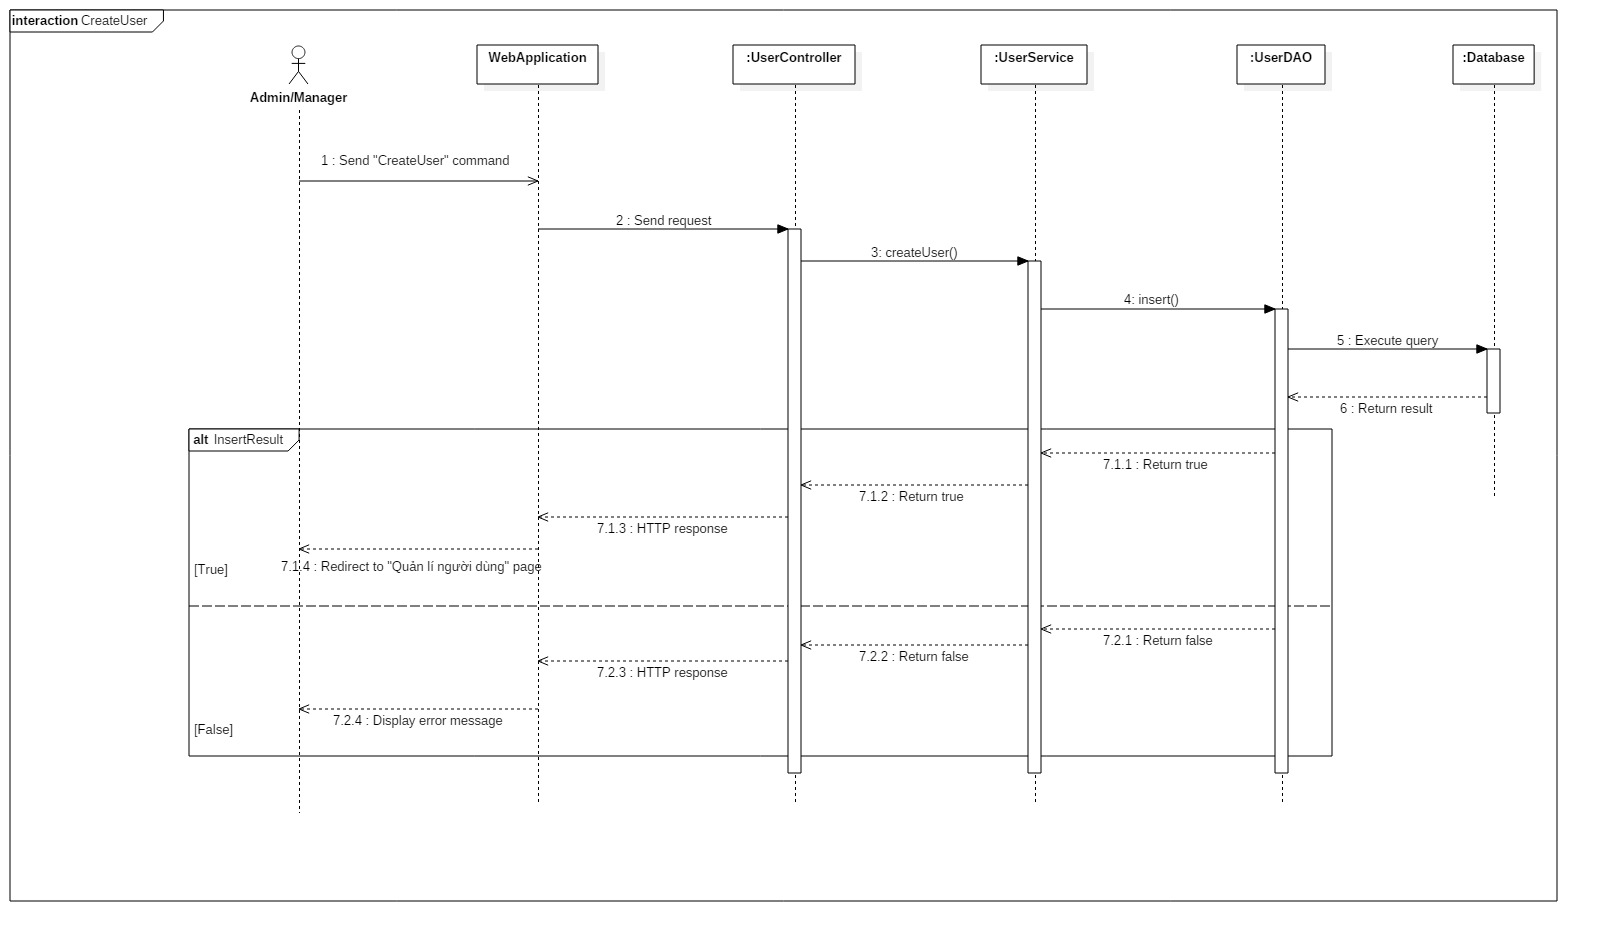 interaction CreateUser
Admin/Manager
WebApplication
:UserController
:UserService
:UserDAO
:Database
1 : Send "CreateUser" command
2 : Send request
3: createUser()
4: insert()
5 : Execute query
6 : Return result
alt InsertResult
7.1.1 : Return true
7.1.2 : Return true
7.1.3 : HTTP response
7.1.4 : Redirect to "Quản lí người dùng" page
[True]
7.2.1 : Return false
7.2.2 : Return false
7.2.3 : HTTP response
7.2.4 : Display error message
[False]